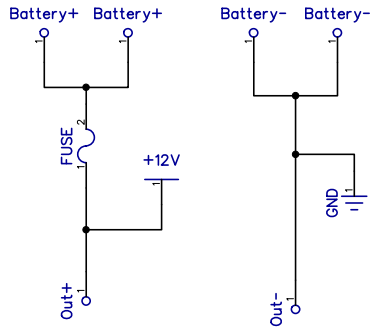 Battery+ Battery+ Battery- Battery-
1 1 1 1
2
FUSE
1
+12V
1
1
GND
Out+
1
Out-
1